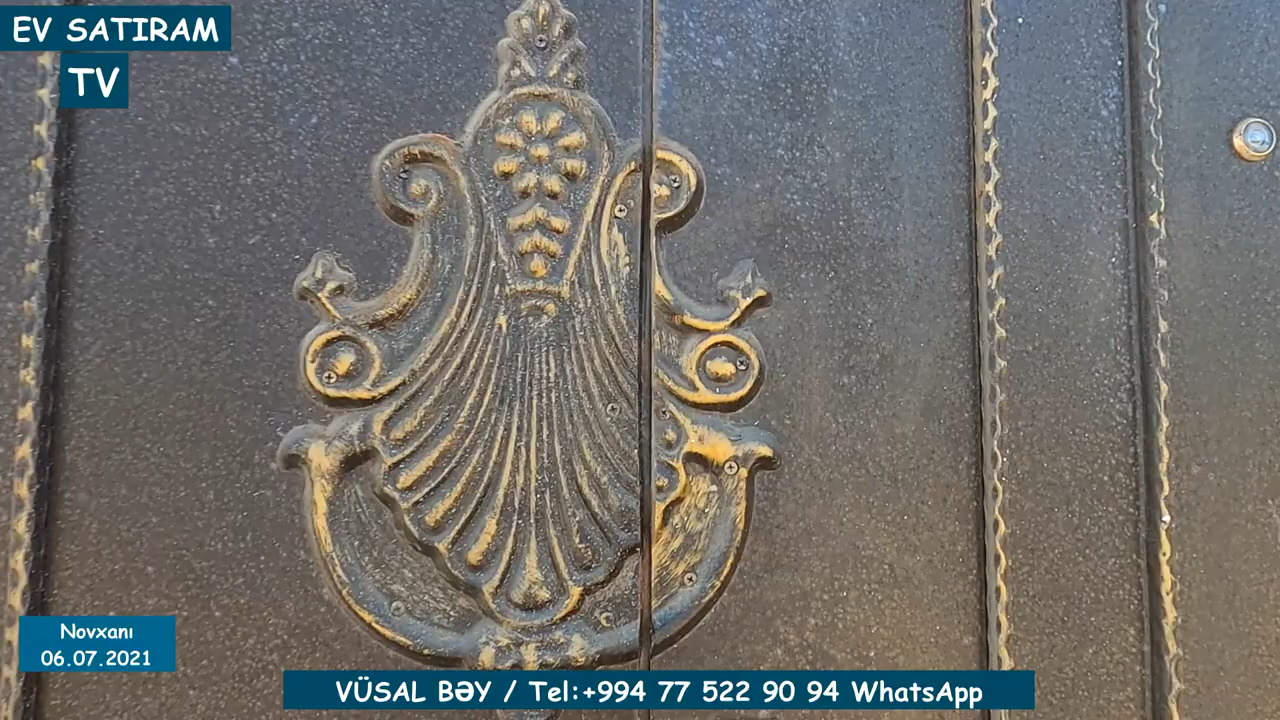 EV SATIRAM
TV
Novxanı
06.07.2021
VÜSAL BƏY / Tel:+994 77 522 90 94 WhatsApp